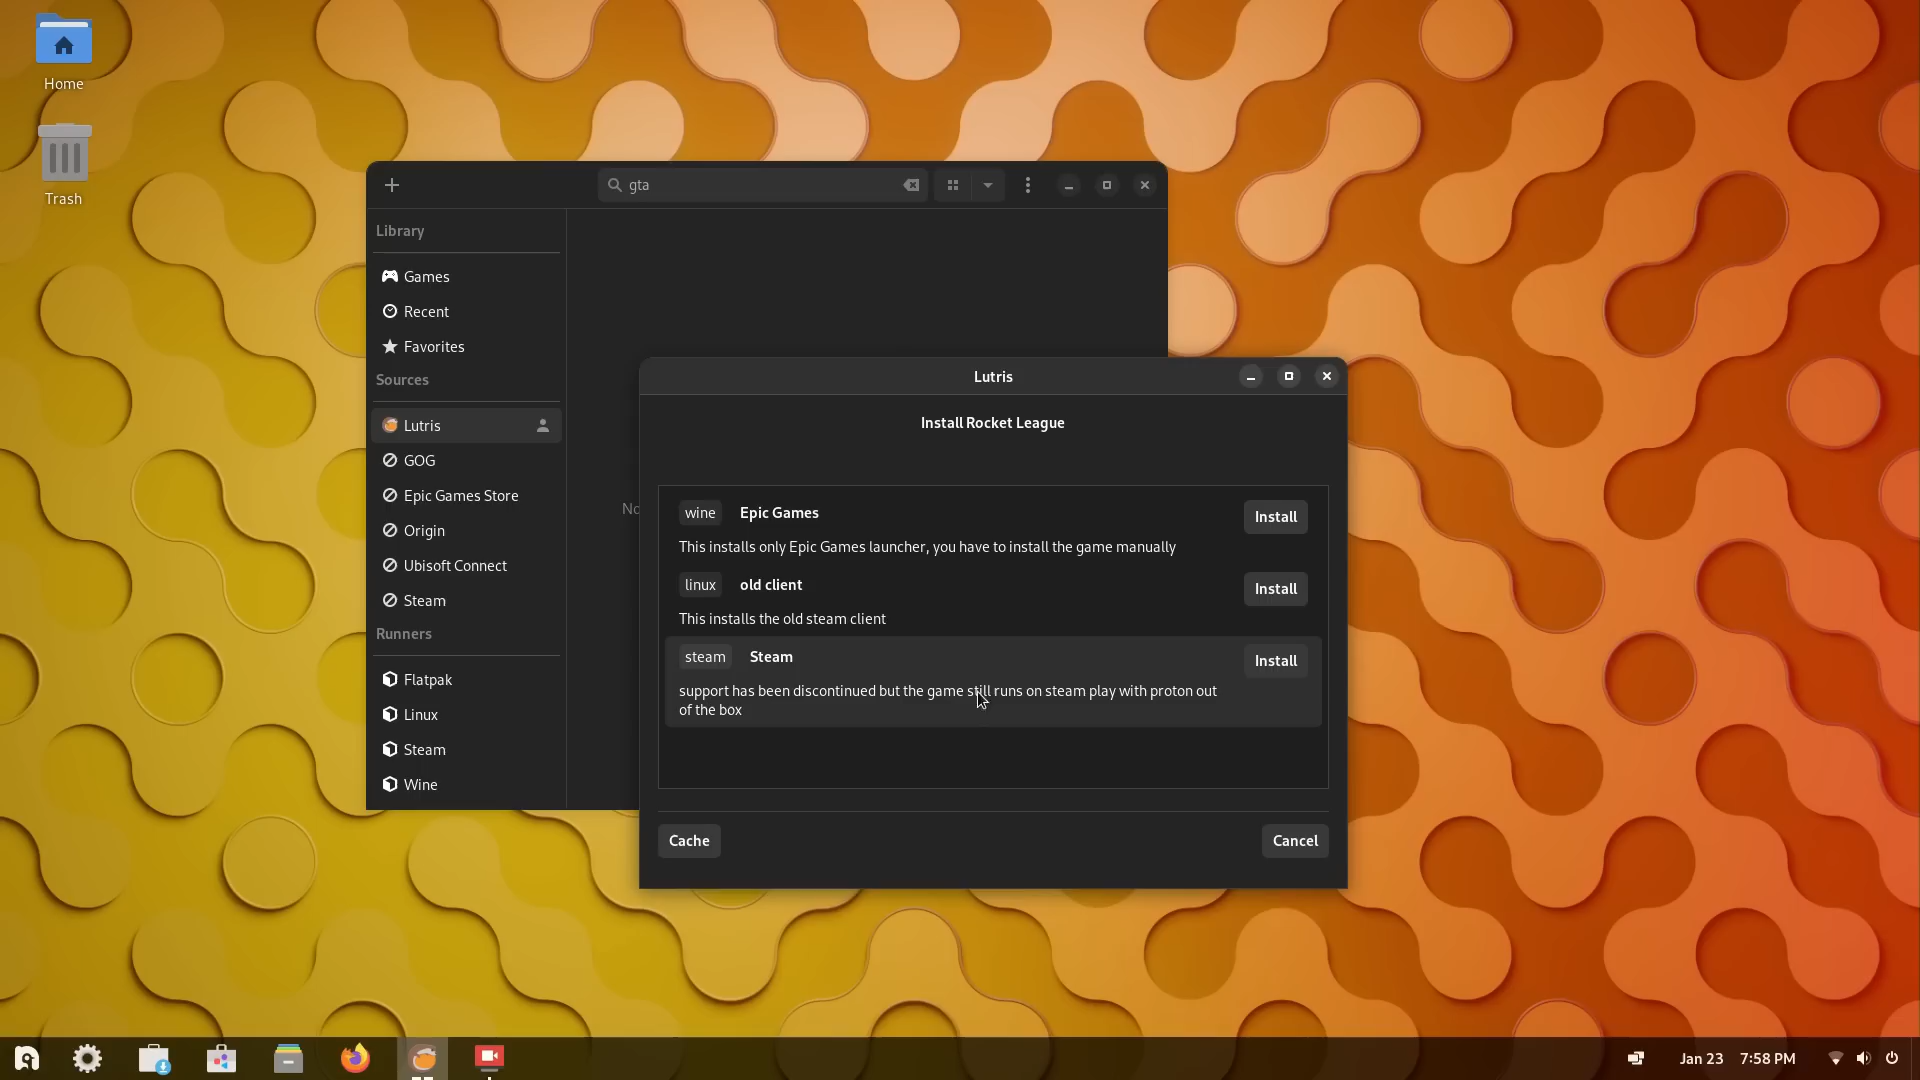 Home
Trash
gta
Library
Games
Recent
Favorites
Sources
Lutris
GOG
Epic Games Store
Origin
Ubisoft Connect
Steam
Runners
Flatpak
Linux
Steam
Wine
Lutris
Install Rocket League
wine Epic Games Install
This installs only Epic Games launcher, you have to install the game manually
linux old client Install
This installs the old steam client
steam Steam Install
support has been discontinued but the game still runs on steam play with proton out
of the box
Cache Cancel
Jan 23 7:58 PM